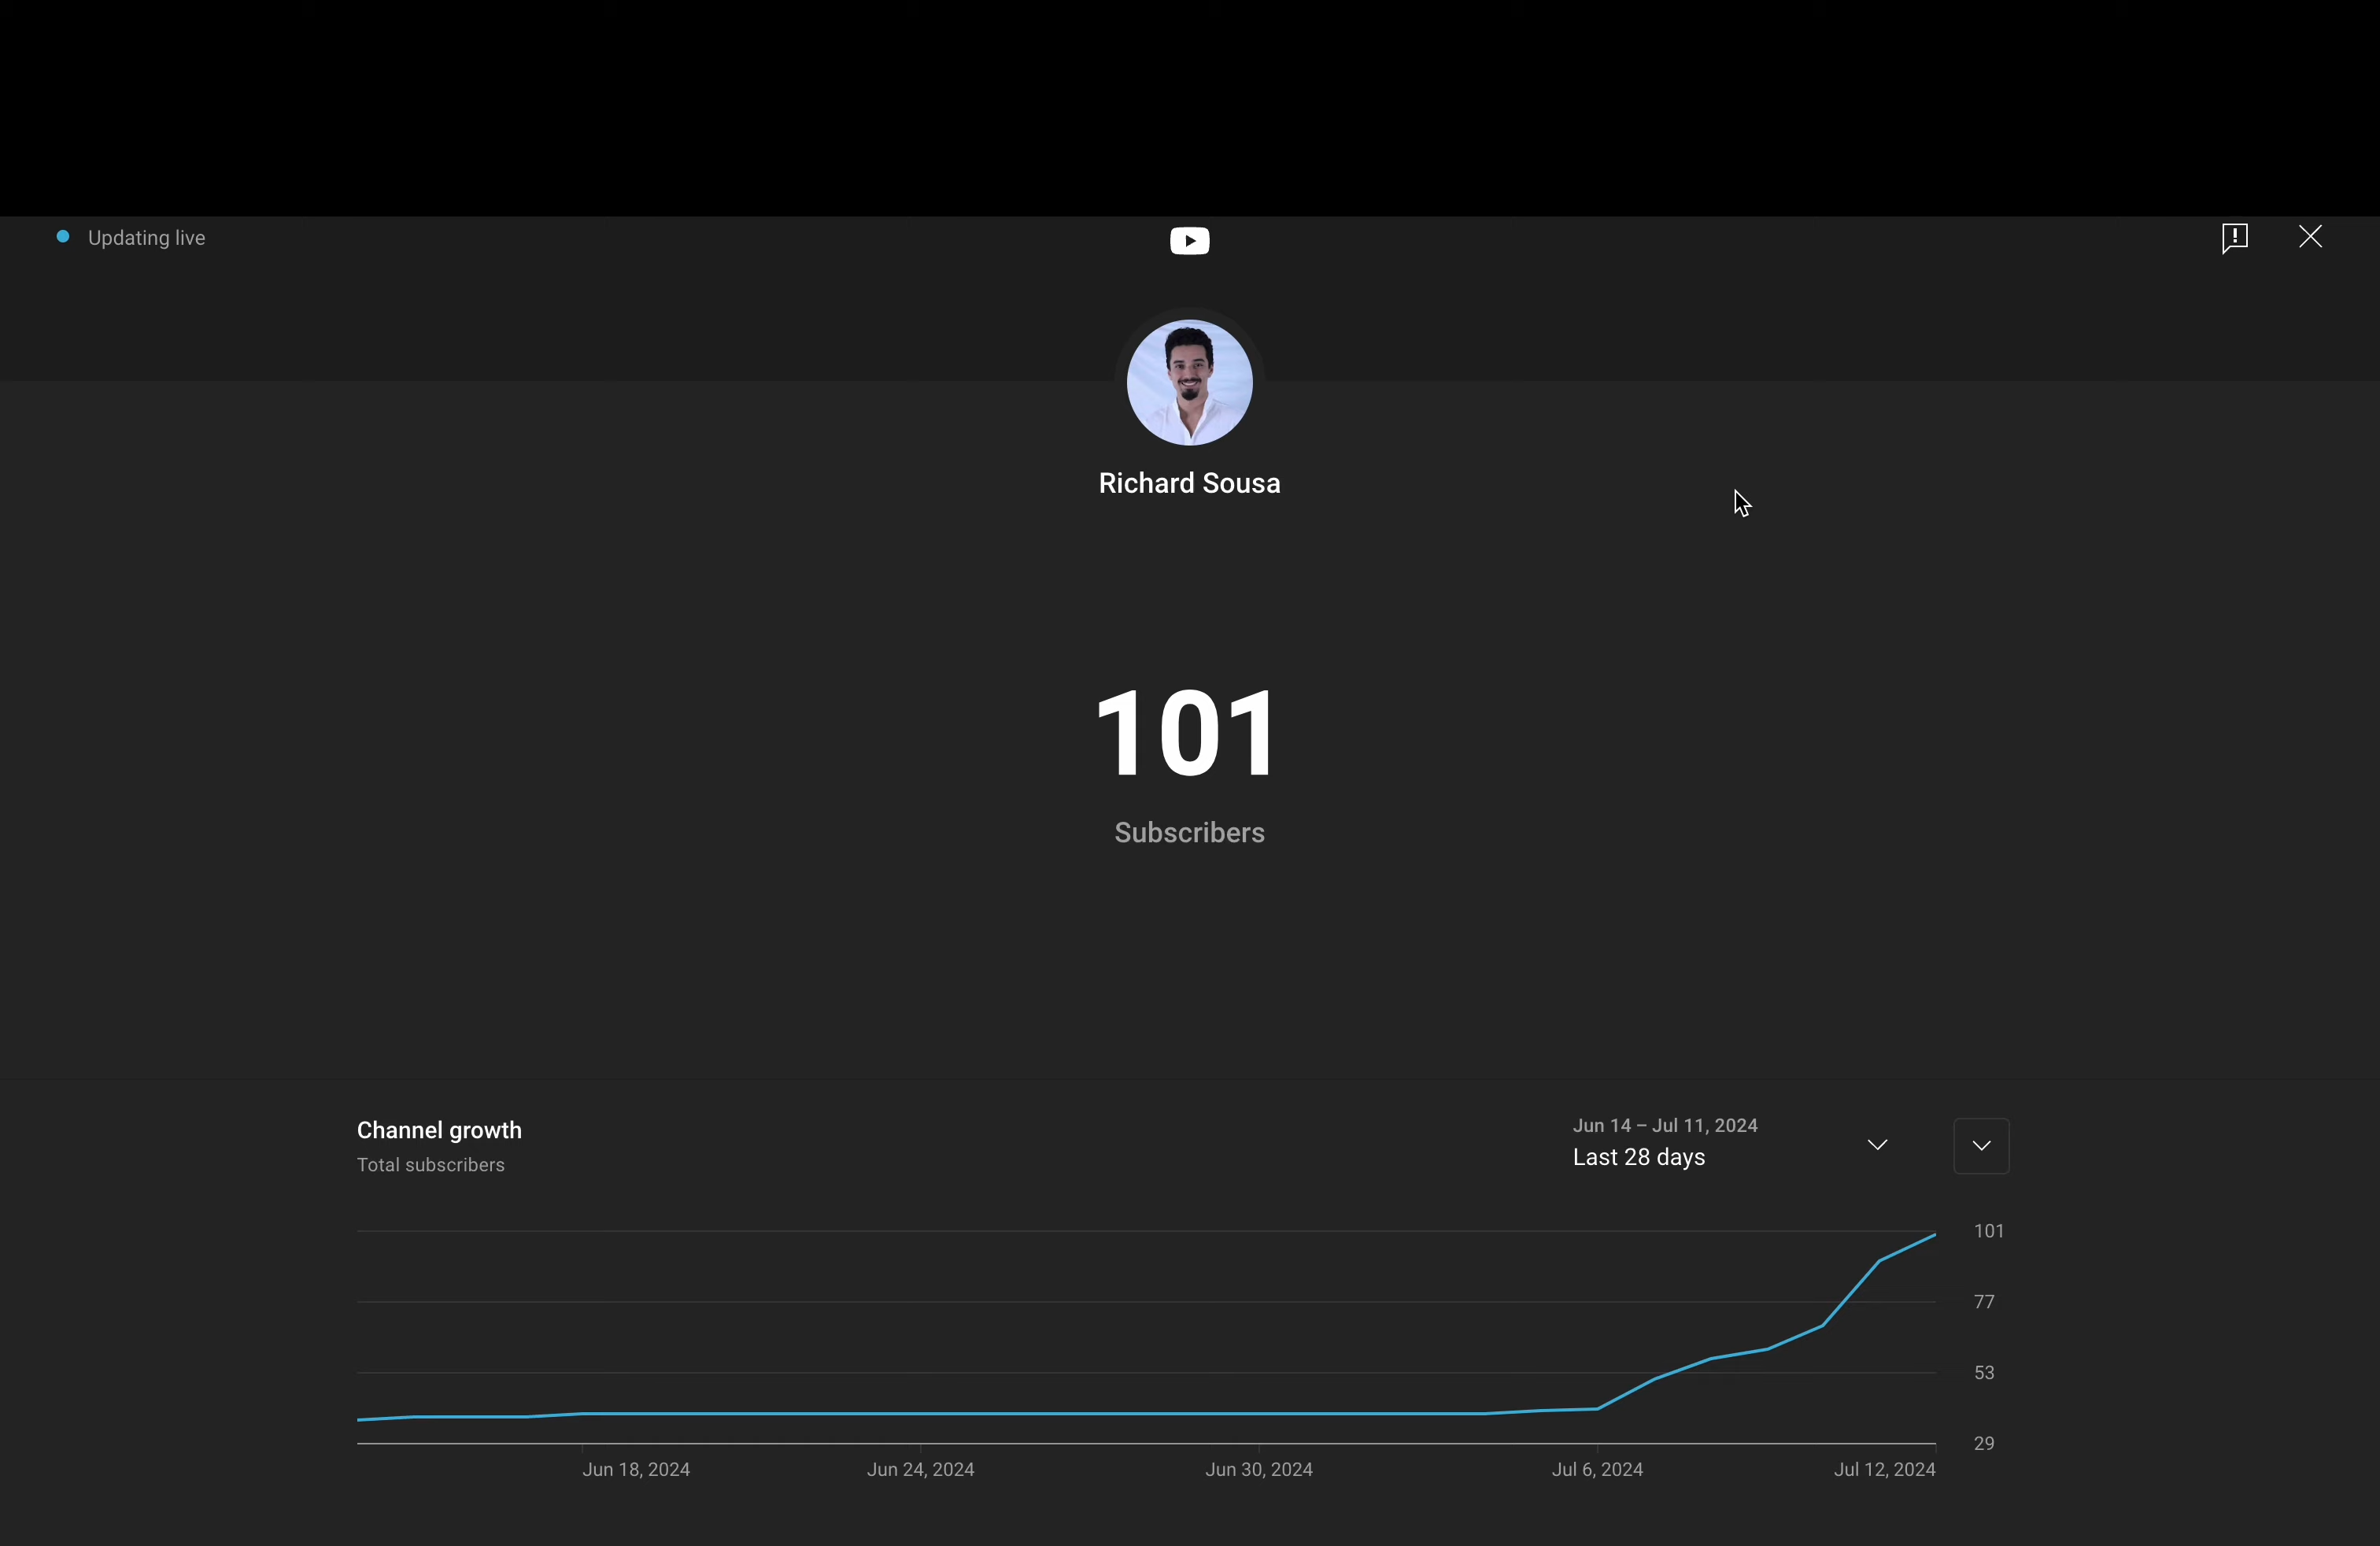 Updating live
Richard Sousa
101
Subscribers
Channel growth
Total subscribers
Jun 14 – Jul 11, 2024
Last 28 days
101
77
53
29
Jun 18, 2024
Jun 24, 2024
Jun 30, 2024
Jul 6, 2024
Jul 12, 2024